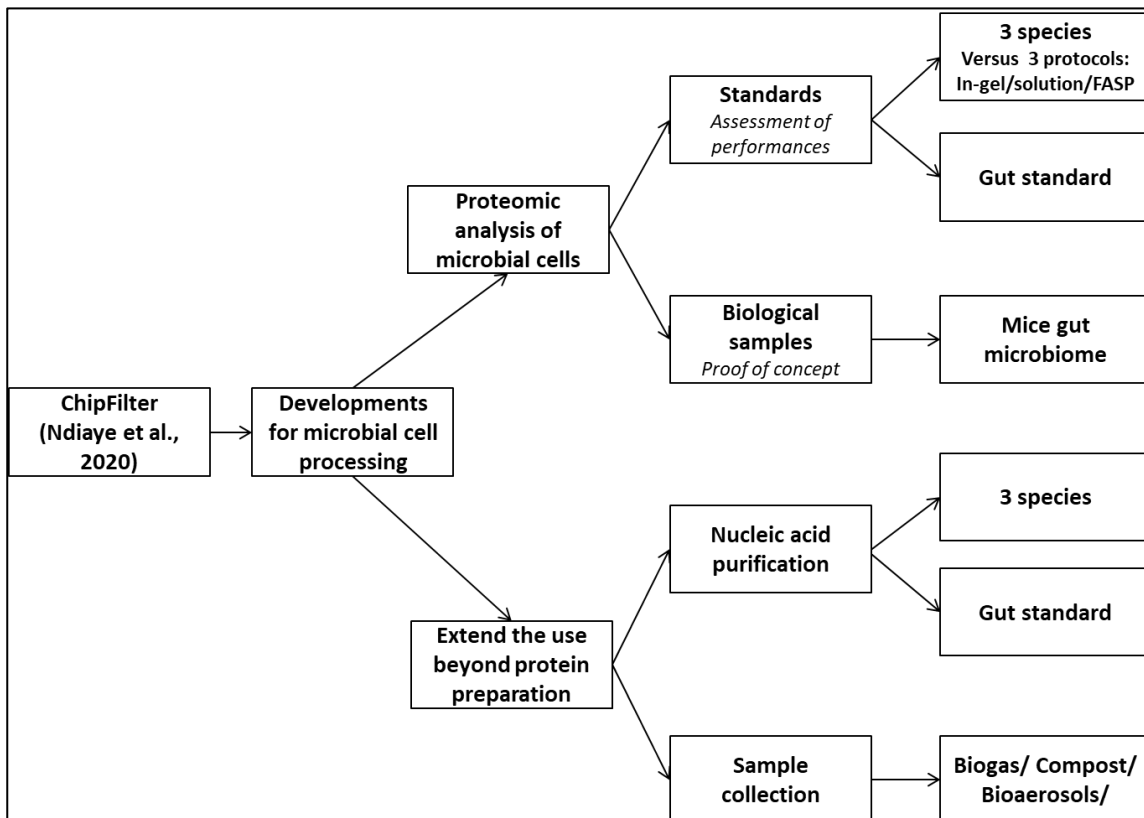 ChipFilter
(Ndiaye et al.,
2020)
Developments
for microbial cell
processing
Proteomic
analysis of
microbial cells
Standards
Assessment of
performances
3 species
Versus 3 protocols:
In-gel/solution/FASP
Gut standard
Biological
samples
Proof of concept
Mice gut
microbiome
Extend the use
beyond protein
preparation
Nucleic acid
purification
3 species
Gut standard
Sample
collection
Biogas/ Compost/
Bioaerosols/